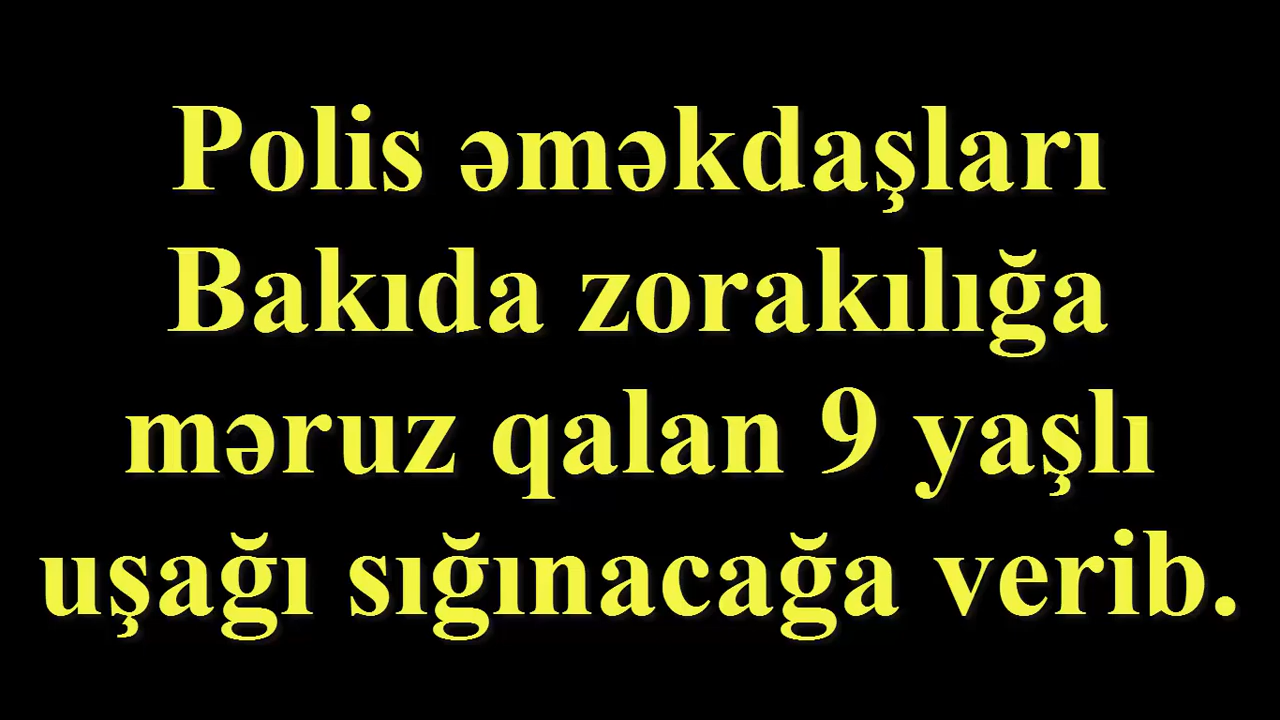 Polis əməkdaşları
Bakıda zorakılığa
məruz qalan 9 yaşlı
uşağı sığınacağa verib.